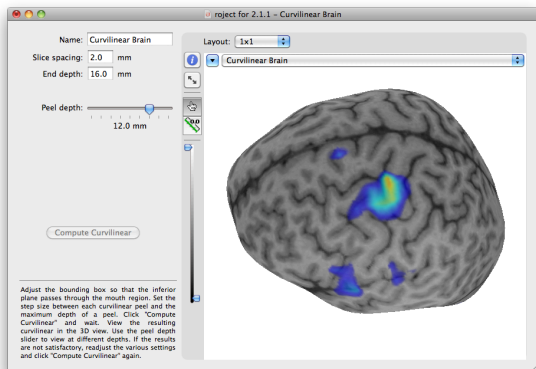 roject for 2.1.1 – Curvilinear Brain
Name: Curvilinear Brain
Slice spacing: 2.0 mm
End depth: 16.0 mm
Peel depth:
12.0 mm
Compute Curvilinear
Adjust the bounding box so that the inferior
plane passes through the mouth region. Set the
step size between each curvilinear peel and the
maximum depth of a peel. Click "Compute
Curvilinear" and wait. View the resulting
curvilinear in the 3D view. Use the peel depth
slider to view at different depths. If the results
are not satisfactory, readjust the various settings
and click "Compute Curvilinear" again.
Layout: 1x1
Curvilinear Brain